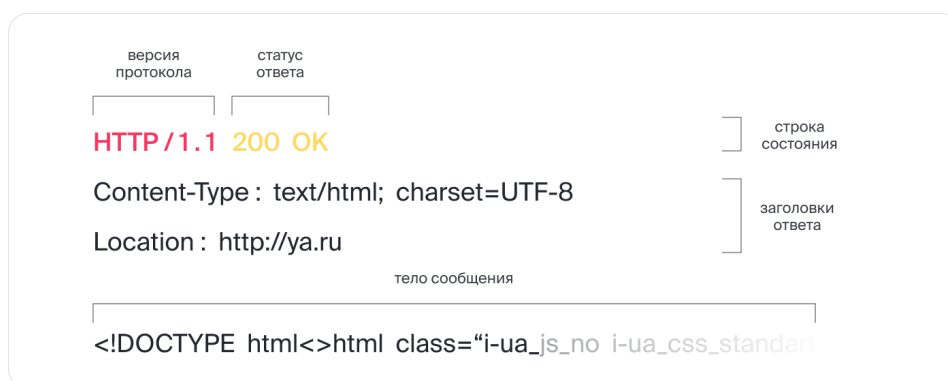 версия
протокола
статус
ответа
HTTP/1.1 200 OK
строка
состояния
Content-Type: text/html; charset=UTF-8
Location: http://ya.ru
заголовки
ответа
тело сообщения
<!DOCTYPE html<>html class=“i-ua_js_no i-ua_css_standart